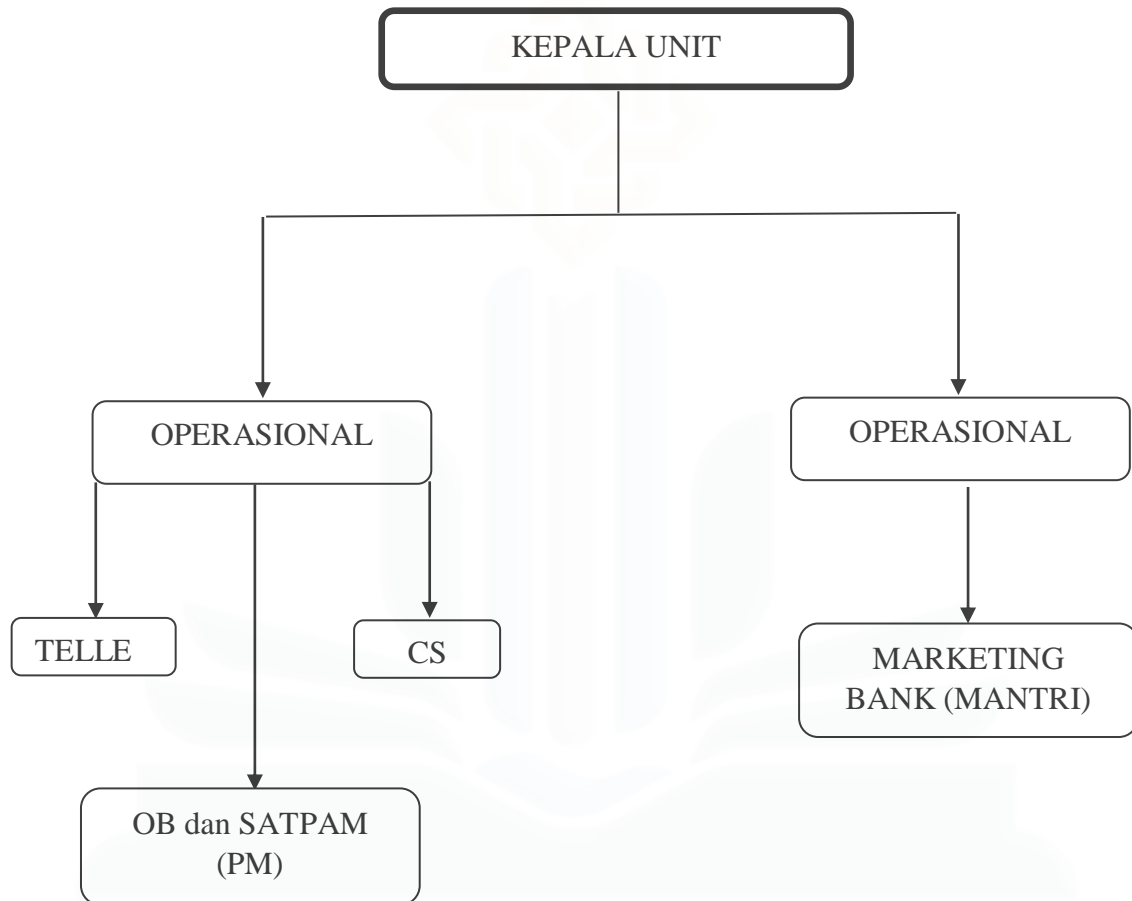 KEPALA UNIT
OPERASIONAL
OPERASIONAL
TELLE
CS
MARKETING
BANK (MANTRI)
OB dan SATPAM
(PM)